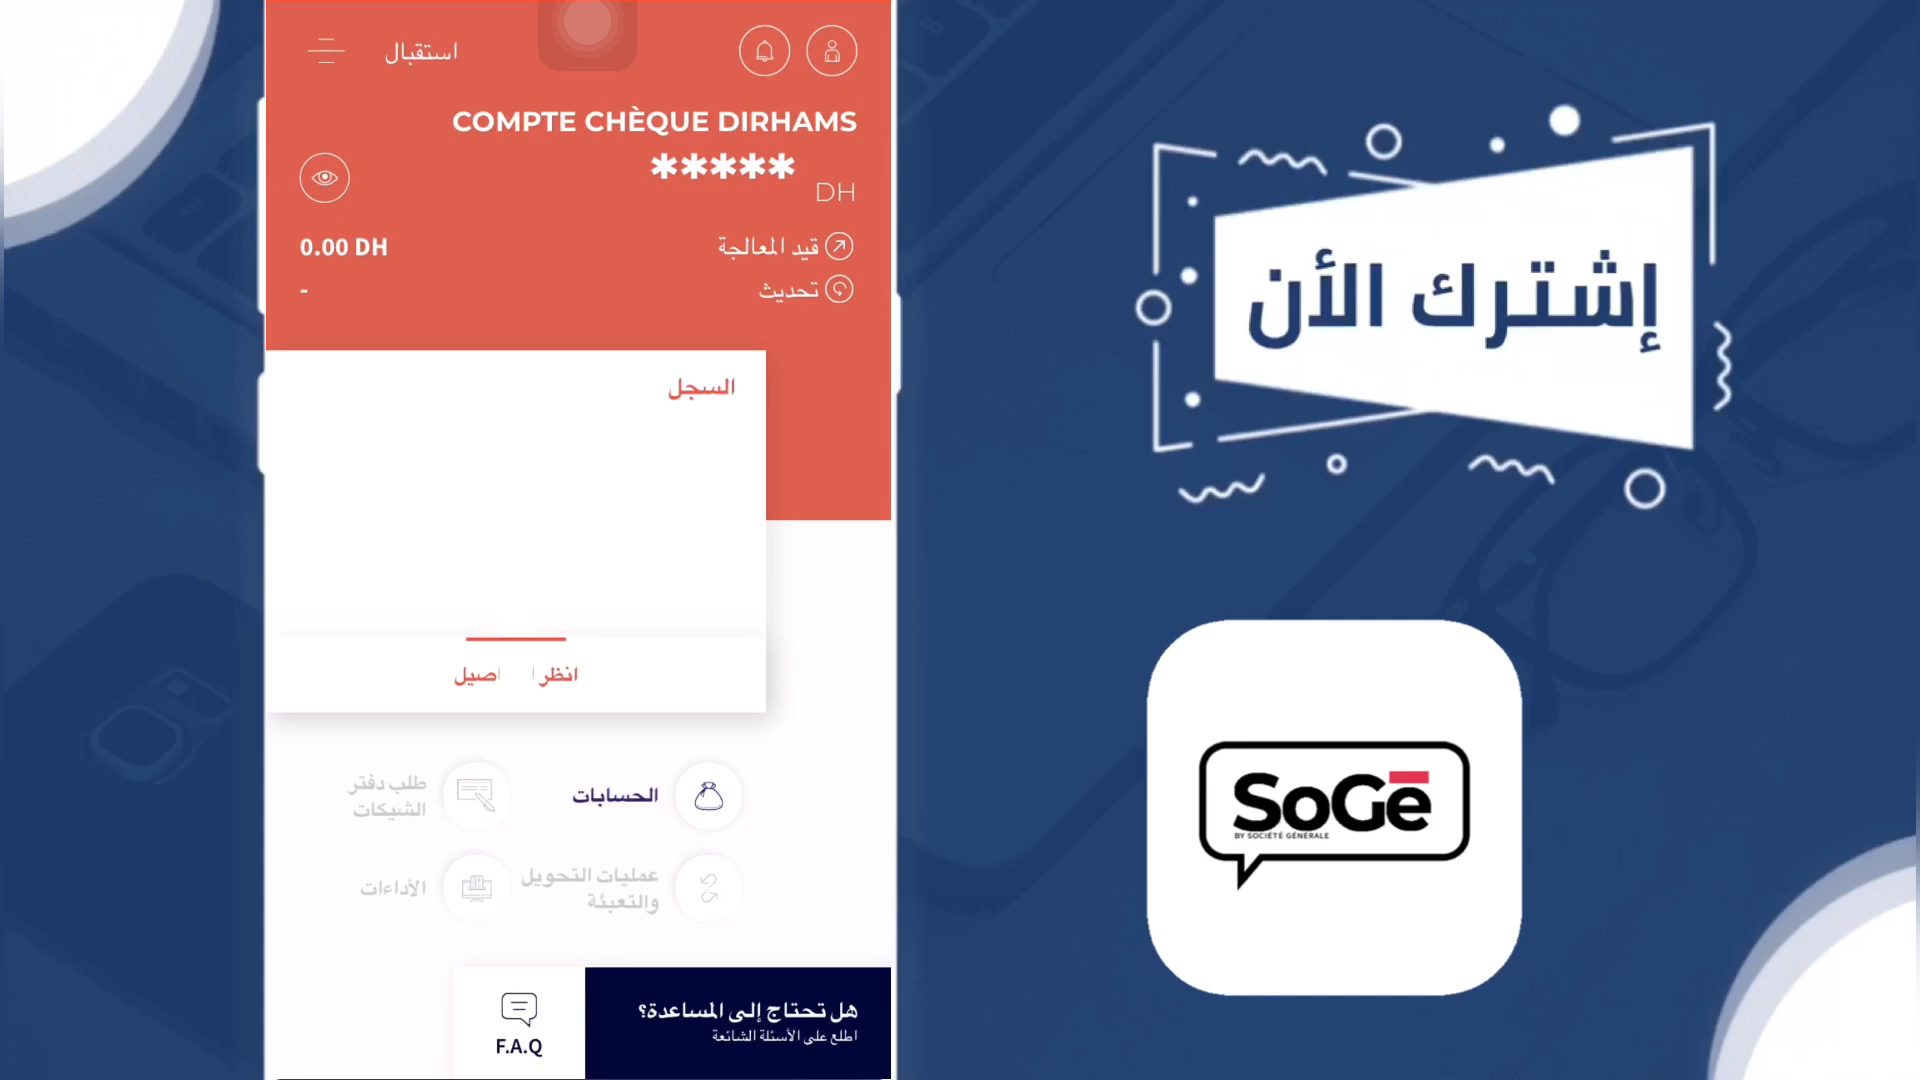 استقبال
COMPTE CHÈQUE DIRHAMS
*****
DH
قيد المعالجة
0.00 DH
تحديث
-
السجل
انظر ا
اصيل
الحسابات
طلب دفتر
الشيكات
عمليات التحويل
والتعبئة
الأداءات
هل تحتاج إلى المساعدة؟
اطلع على الأسئلة الشائعة
F.A.Q
إشترك الأن
SoGé
BY SOCIÉTÉ GÉNÉRALE